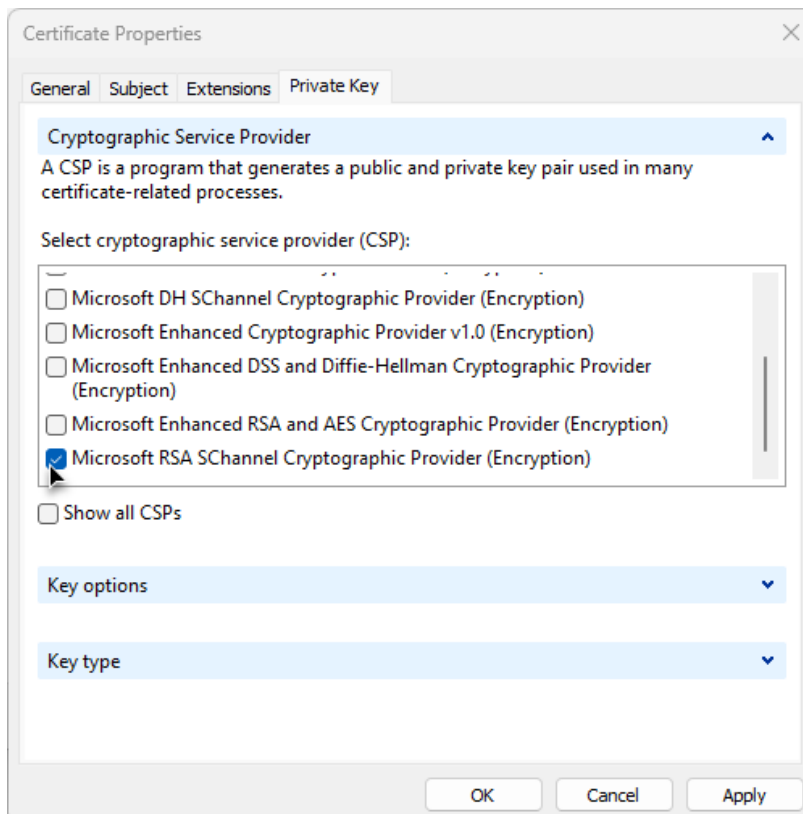 Certificate Properties
General Subject Extensions Private Key
Cryptographic Service Provider
A CSP is a program that generates a public and private key pair used in many
certificate-related processes.
Select cryptographic service provider (CSP):
Microsoft DH SChannel Cryptographic Provider (Encryption)
Microsoft Enhanced Cryptographic Provider v1.0 (Encryption)
Microsoft Enhanced DSS and Diffie-Hellman Cryptographic Provider
(Encryption)
Microsoft Enhanced RSA and AES Cryptographic Provider (Encryption)
Microsoft RSA SChannel Cryptographic Provider (Encryption)
Show all CSPs
Key options
Key type
OK Cancel Apply